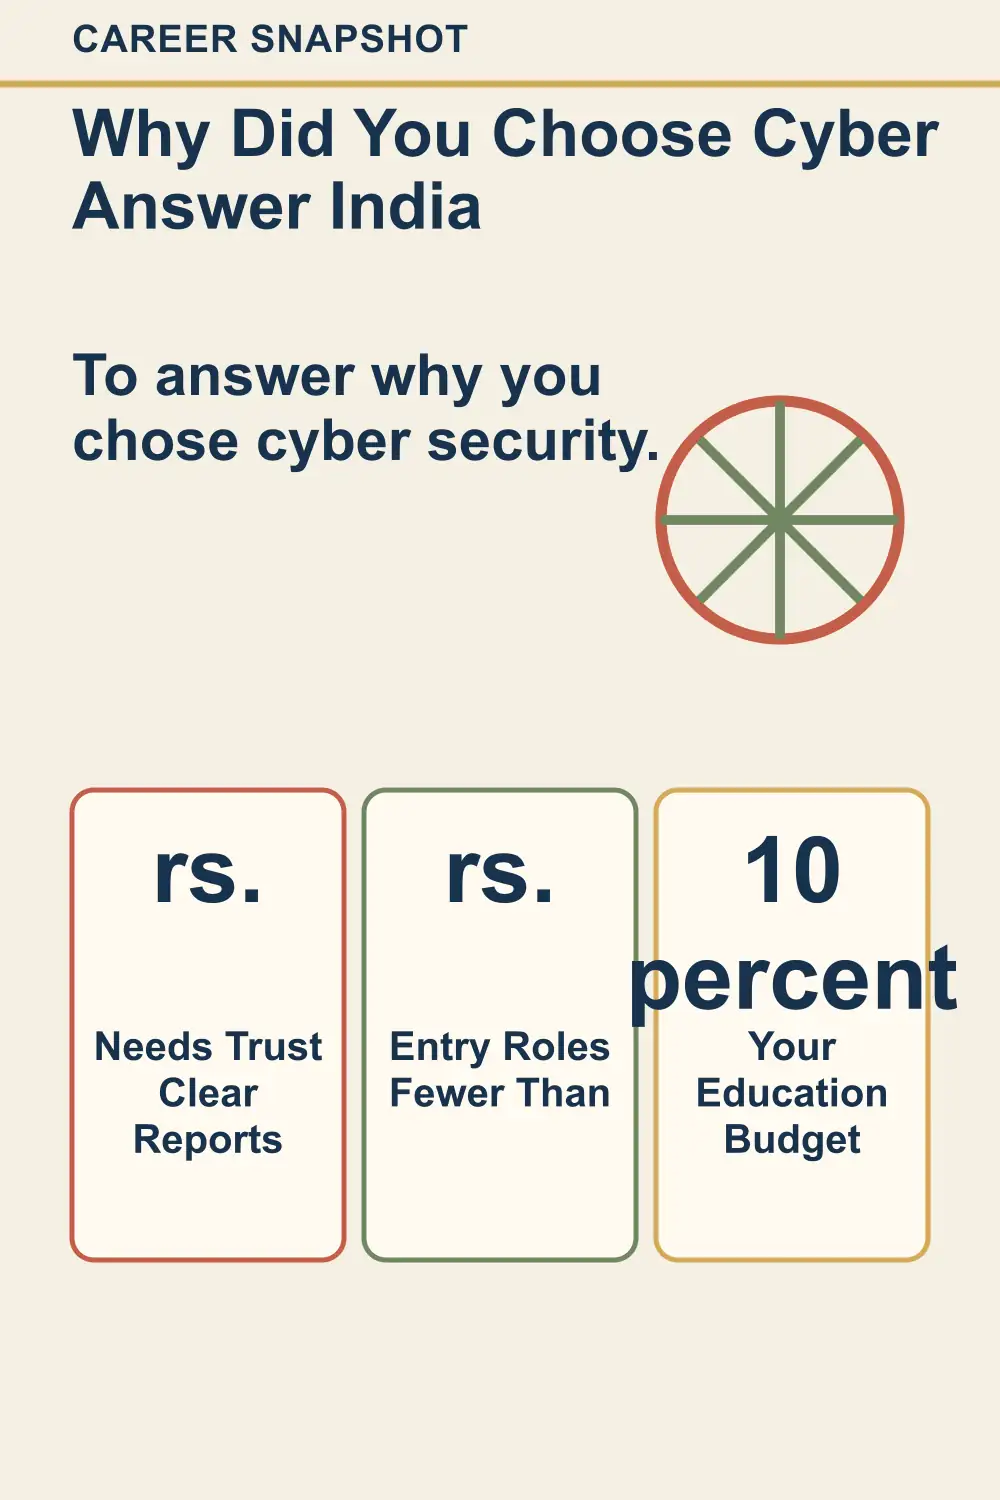 CAREER SNAPSHOT
Why Did You Choose Cyber
Answer India
To answer why you
chose cyber security.
rs.
Needs Trust
Clear
Reports
rs.
Entry Roles
Fewer Than
10
percent
Your
Education
Budget